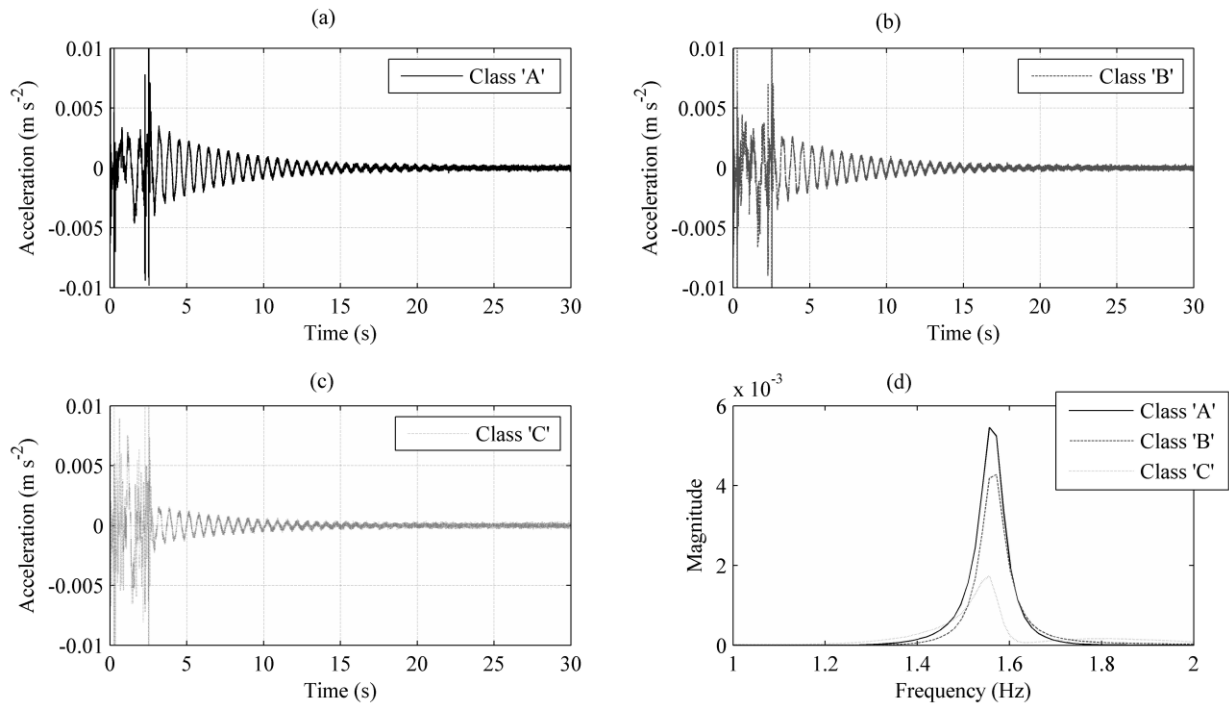 (a)
Acceleration (m s-2)
0.01
0.005
0
-0.005
-0.01
Class 'A'
0 5 10 15 20 25 30
Time (s)
(b)
Acceleration (m s-2)
0.01
0.005
0
-0.005
-0.01
Class 'B'
0 5 10 15 20 25 30
Time (s)
(c)
Acceleration (m s-2)
0.01
0.005
0
-0.005
-0.01
Class 'C'
0 5 10 15 20 25 30
Time (s)
x 10-3
(d)
Magnitude
6
4
2
0
Class 'A'
Class 'B'
Class 'C'
1 1.2 1.4 1.6 1.8 2
Frequency (Hz)